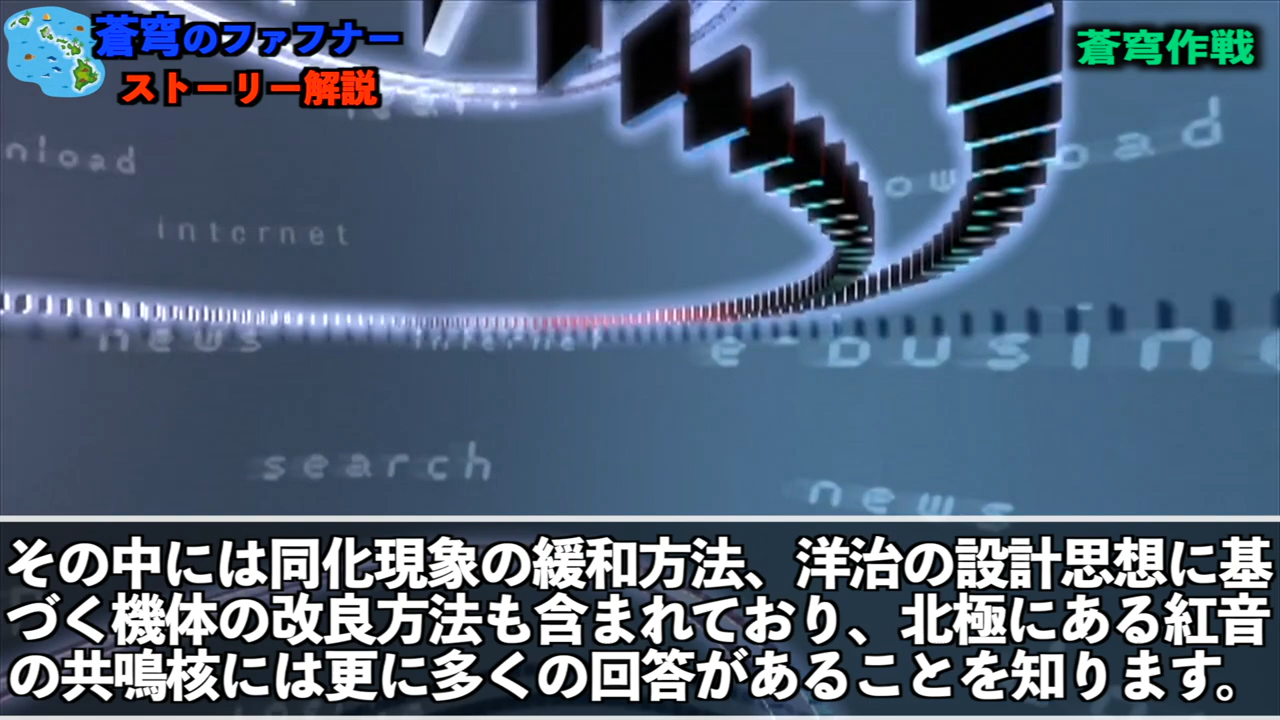 蒼穹のファフナー
ストーリー解説
蒼穹作戦
nload
internet
news
internet
e-busin
search
news
その中には同化現象の緩和方法、洋治の設計思想に基
づく機体の改良方法も含まれており、北極にある紅音
の共鳴核には更に多くの回答があることを知ります。